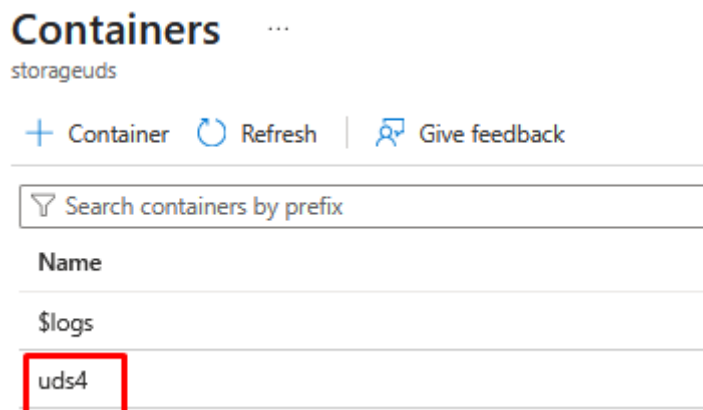 Containers ...
storageuds
+ Container Refresh Give feedback
Search containers by prefix
Name
$logs
uds4